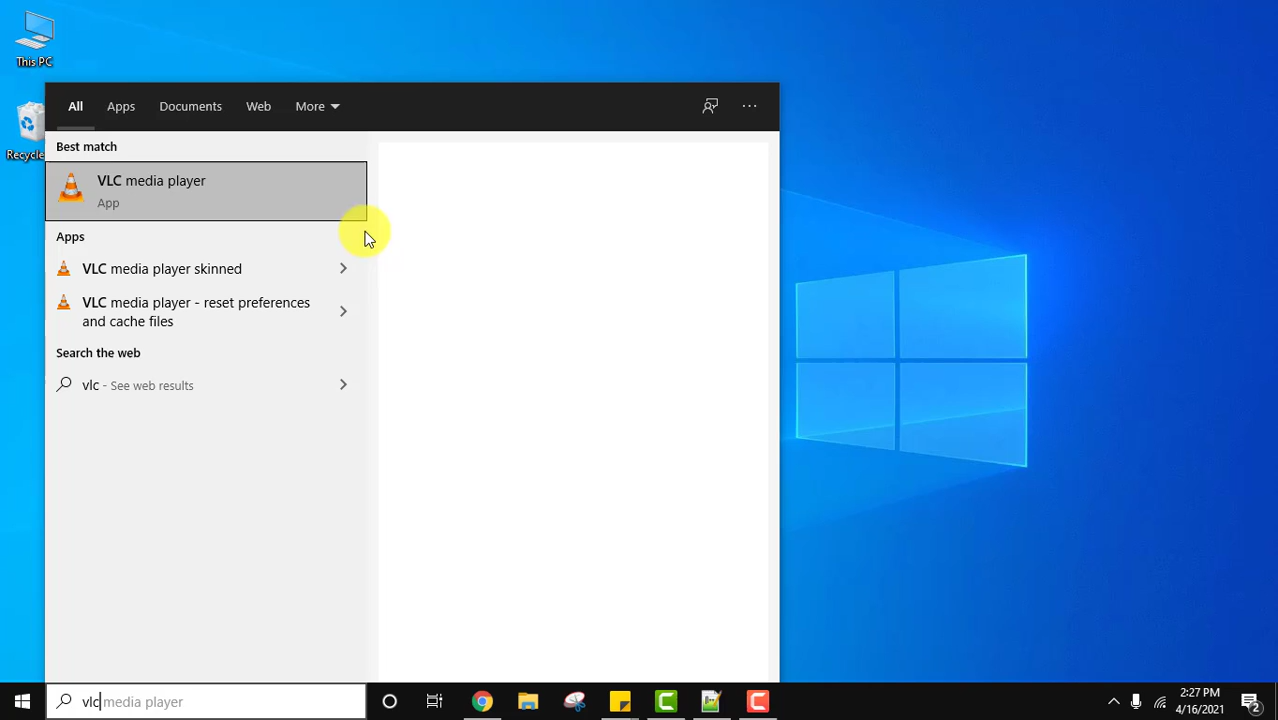 This PC
Recycle
All Apps Documents Web More
Best match
VLC media player
App
Apps
VLC media player skinned
VLC media player - reset preferences
and cache files
Search the web
vlc - See web results
vlc media player
2:27 PM
4/16/2021
2